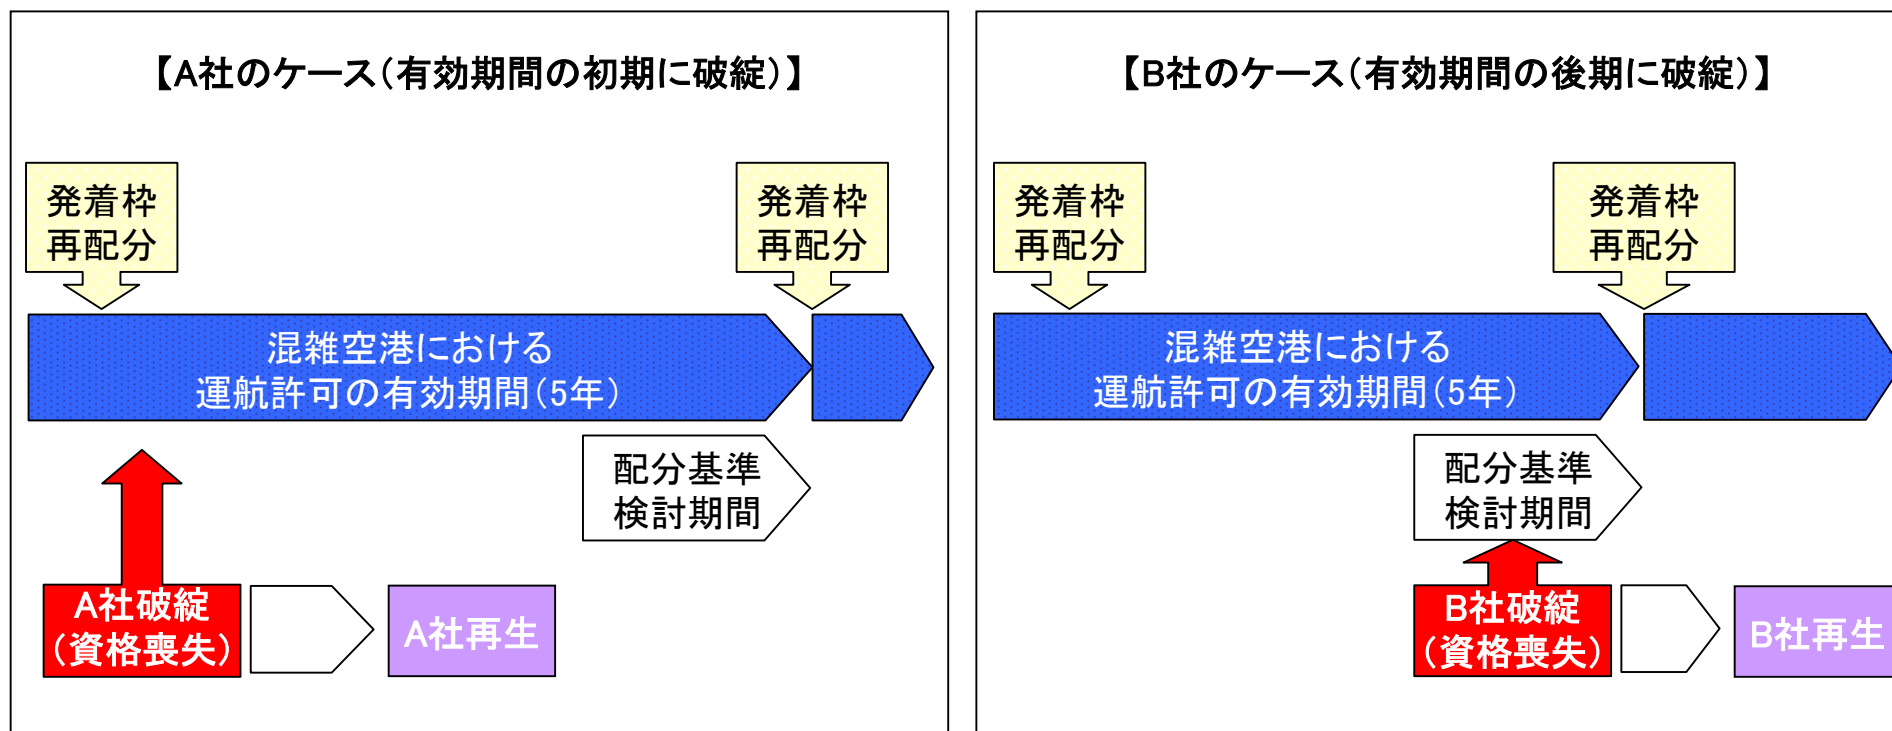 【A社のケース（有効期間の初期に破綻）】
発着枠
再配分
発着枠
再配分
混雑空港における
運航許可の有効期間（5年）
配分基準
検討期間
A社破綻
（資格喪失）
A社再生
【B社のケース（有効期間の後期に破綻）】
発着枠
再配分
発着枠
再配分
混雑空港における
運航許可の有効期間（5年）
配分基準
検討期間
B社破綻
（資格喪失）
B社再生